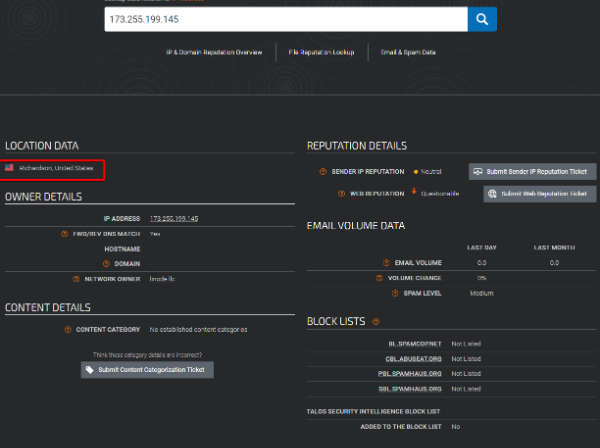 173.255.199.145
IP & Domain Reputation Overview
File Reputation Lookup
Email & Spam Data
LOCATION DATA
Richardson, United States
OWNER DETAILS
IP ADDRESS 173.255.199.145
FWD/REV DNS MATCH Yes
HOSTNAME
DOMAIN
NETWORK OWNER linode llc
CONTENT DETAILS
CONTENT CATEGORY No established content categories
Think these category details are incorrect?
Submit Content Categorization Ticket
REPUTATION DETAILS
SENDER IP REPUTATION Neutral Submit Sender IP Reputation Ticket
WEB REPUTATION Questionable Submit Web Reputation Ticket
EMAIL VOLUME DATA
LAST DAY LAST MONTH
EMAIL VOLUME 0.0 0.0
VOLUME CHANGE 0%
SPAM LEVEL Medium
BLOCK LISTS
BL.SPAMCOP.NET Not Listed
CBL.ABUSEAT.ORG Not Listed
PBL.SPAMHAUS.ORG Not Listed
SBL.SPAMHAUS.ORG Not Listed
TALOS SECURITY INTELLIGENCE BLOCK LIST
ADDED TO THE BLOCK LIST No